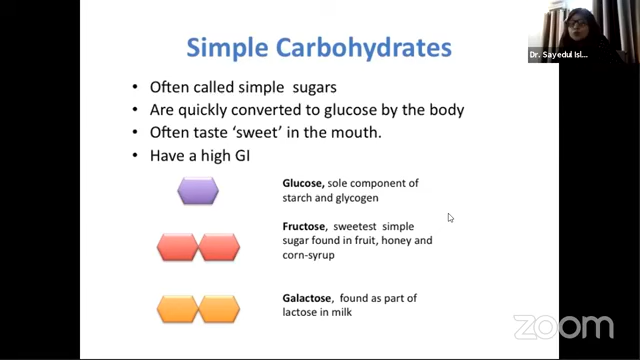 Simple Carbohydrates
Dr. Sayedul Isl...
• Often called simple sugars
• Are quickly converted to glucose by the body
• Often taste ‘sweet’ in the mouth.
• Have a high GI
Glucose, sole component of
starch and glycogen
Fructose, sweetest simple
sugar found in fruit, honey and
corn-syrup
Galactose, found as part of
lactose in milk
zoom